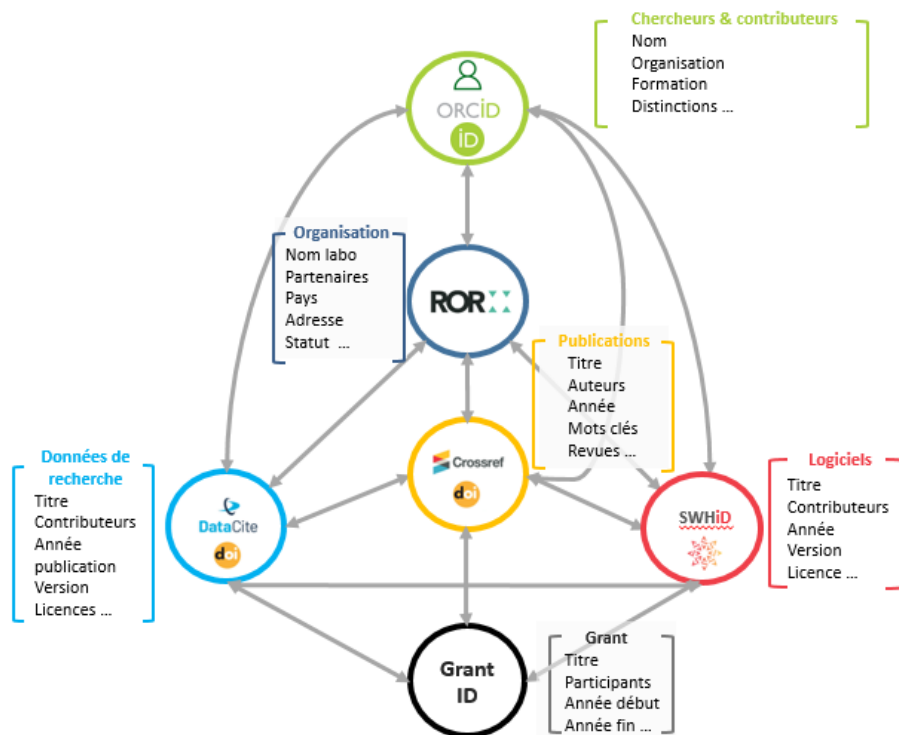 Chercheurs & contributeurs
Nom
Organisation
Formation
Distinctions ...
ORCID
iD
Organisation
Nom labo
Partenaires
Pays
Adresse
Statut ...
ROR
Publications
Titre
Auteurs
Année
Mots clés
Revues ...
Crossref
doi
Données de
recherche
Titre
Contributeurs
Année
publication
Version
Licences ...
DataCite
doi
SWHiD
Logiciels
Titre
Contributeurs
Année
Version
Licence ...
Grant
ID
Grant
Titre
Participants
Année début
Année fin ...